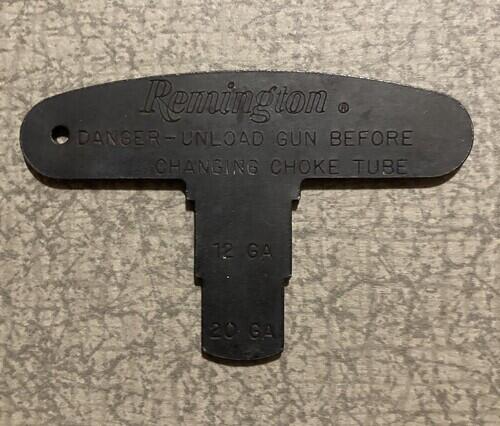 Remington ®
DANGER-UNLOAD GUN BEFORE
CHANGING CHOKE TUBE
12 GA
20 GA